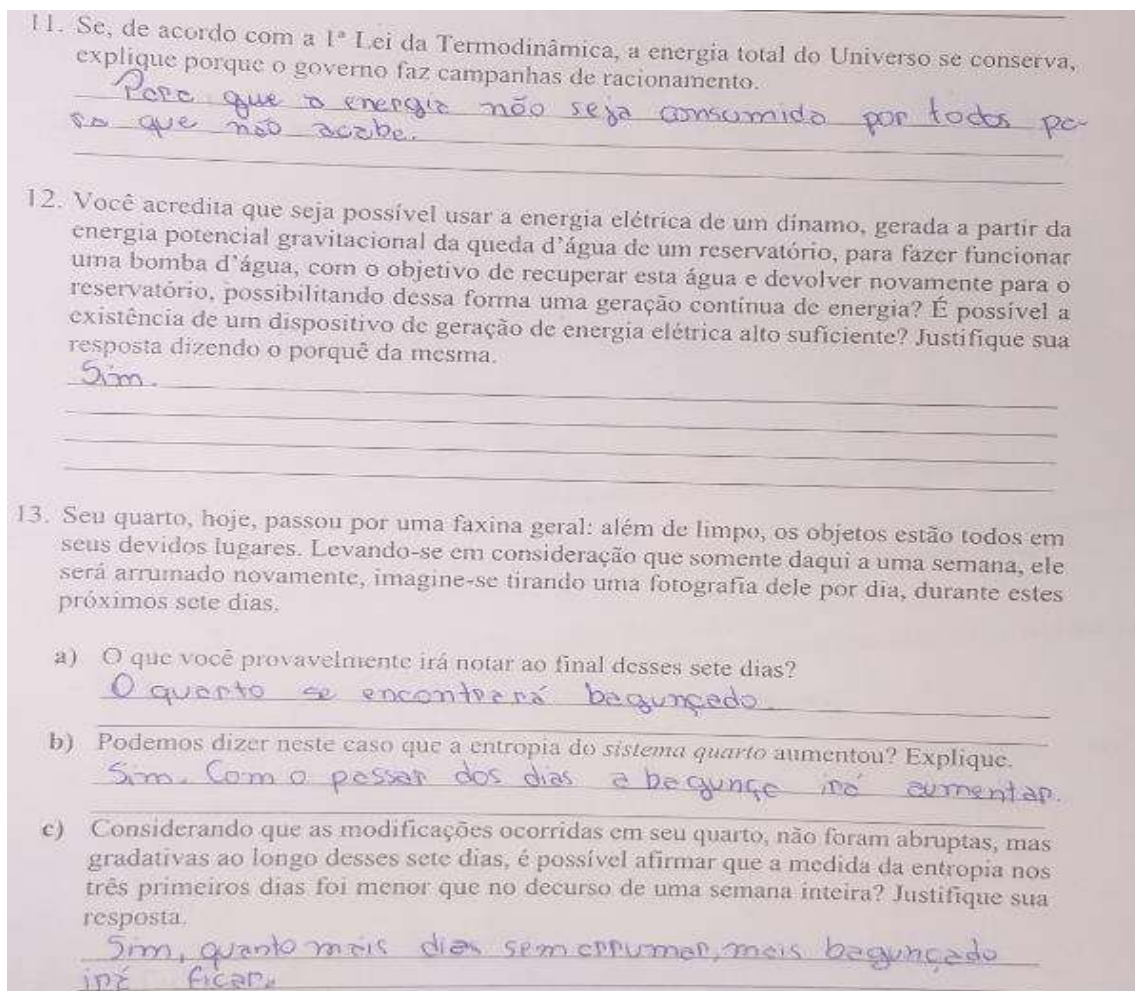 11. Se, de acordo com a 1ª Lei da Termodinâmica, a energia total do Universo se conserva,
explique porque o governo faz campanhas de racionamento.
Para que a energia não seja consumida por todos pa-
ra que não acabe.
12. Você acredita que seja possível usar a energia elétrica de um dínamo, gerada a partir da
energia potencial gravitacional da queda d'água de um reservatório, para fazer funcionar
uma bomba d'água, com o objetivo de recuperar esta água e devolver novamente para o
reservatório, possibilitando dessa forma uma geração contínua de energia? É possível a
existência de um dispositivo de geração de energia elétrica alto suficiente? Justifique sua
resposta dizendo o porquê da mesma.
Sim.
13. Seu quarto, hoje, passou por uma faxina geral: além de limpo, os objetos estão todos em
seus devidos lugares. Levando-se em consideração que somente daqui a uma semana, ele
será arrumado novamente, imagine-se tirando uma fotografia dele por dia, durante estes
próximos sete dias.
a) O que você provavelmente irá notar ao final desses sete dias?
O quarto se encontrará bagunçado.
b) Podemos dizer neste caso que a entropia do sistema quarto aumentou? Explique.
Sim. Com o passar dos dias a bagunça irá aumentar.
c) Considerando que as modificações ocorridas em seu quarto, não foram abruptas, mas
gradativas ao longo desses sete dias, é possível afirmar que a medida da entropia nos
três primeiros dias foi menor que no decurso de uma semana inteira? Justifique sua
resposta.
Sim, quanto mais dias sem arrumar, mais bagunçado
irá ficar.